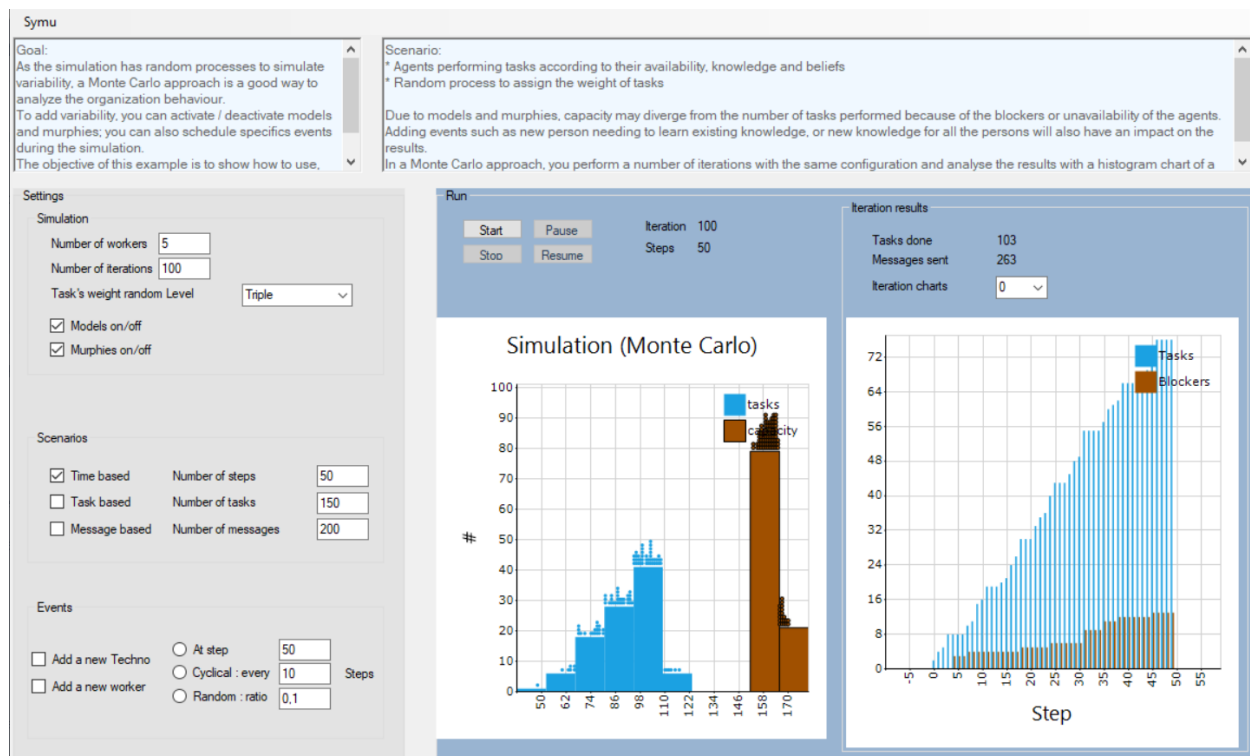 Symu
Goal:
As the simulation has random processes to simulate
variability, a Monte Carlo approach is a good way to
analyze the organization behaviour.
To add variability, you can activate / deactivate models
and murphies; you can also schedule specifics events
during the simulation.
The objective of this example is to show how to use,
Scenario:
* Agents performing tasks according to their availability, knowledge and beliefs
* Random process to assign the weight of tasks
Due to models and murphies, capacity may diverge from the number of tasks performed because of the blockers or unavailability of the agents.
Adding events such as new person needing to learn existing knowledge, or new knowledge for all the persons will also have an impact on the
results.
In a Monte Carlo approach, you perform a number of iterations with the same configuration and analyse the results with a histogram chart of a
Settings
Simulation
Number of workers 5
Number of iterations 100
Task's weight random Level Triple
Models on/off
Murphies on/off
Scenarios
Time based Number of steps 50
Task based Number of tasks 150
Message based Number of messages 200
Events
Add a new Techno
Add a new worker
At step 50
Cyclical : every 10 Steps
Random : ratio 0,1
Run
Start Pause
Stop Resume
Iteration 100
Steps 50
Simulation (Monte Carlo)
tasks
capacity
100
90
80
70
60
50
40
30
20
10
0
#
50 62 74 86 98 110 122 134 146 158 170
Iteration results
Tasks done 103
Messages sent 263
Iteration charts 0
Tasks
Blockers
72
64
56
48
40
32
24
16
8
0
-5 0 5 10 15 20 25 30 35 40 45 50 55
Step